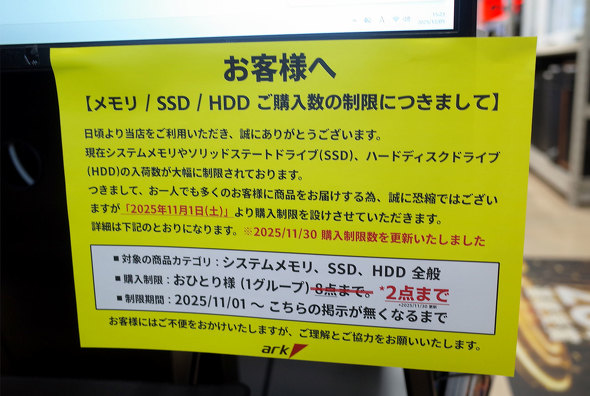 お客様へ
【メモリ / SSD / HDD ご購入数の制限につきまして】
日頃より当店をご利用いただき、誠にありがとうございます。
現在システムメモリやソリッドステートドライブ(SSD)、ハードディスクドライブ
(HDD)の入荷数が大幅に制限されております。
つきまして、お一人でも多くのお客様に商品をお届けする為、誠に恐縮ではござい
ますが「2025年11月1日(土)」より購入制限を設けさせていただきます。
詳細は下記のとおりになります。※2025/11/30 購入制限数を更新いたしました
■対象の商品カテゴリ：システムメモリ、SSD、HDD 全般
■購入制限：おひとり様 (1グループ) 8点まで。*2点まで
*2025/11/30 更新
■制限期間：2025/11/01 ～ こちらの掲示が無くなるまで
お客様にはご不便をおかけいたしますが、ご理解とご協力をお願いいたします。
ark